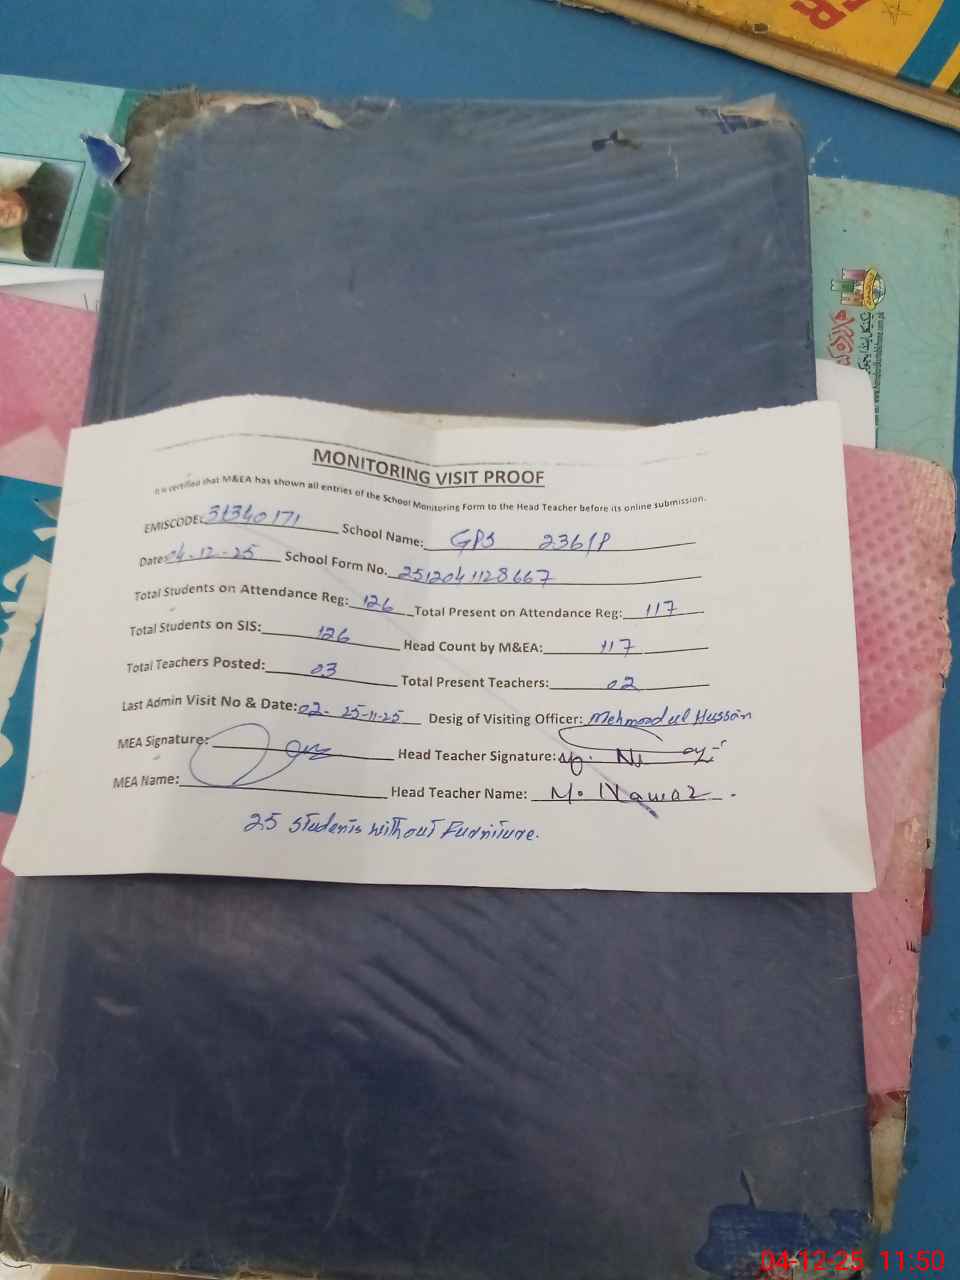 ER
MONITORING VISIT PROOF
It is certified that M&EA has shown all entries of the School Monitoring Form to the Head Teacher before its online submission.
EMISCODE: 31340171 School Name: GPS 236/P
Date: 04-12-25 School Form No. 2512041128667
Total Students on Attendance Reg: 126 Total Present on Attendance Reg: 117
Total Students on SIS: 126 Head Count by M&EA: 117
Total Teachers Posted: 03 Total Present Teachers: 02
Last Admin Visit No & Date: 02- 25-11-25 Desig of Visiting Officer: Mehmood ul Hussan
MEA Signature: Head Teacher Signature:
MEA Name: Head Teacher Name: M. Nawaz.
25 students without Furniture.
04-12-25 11:50